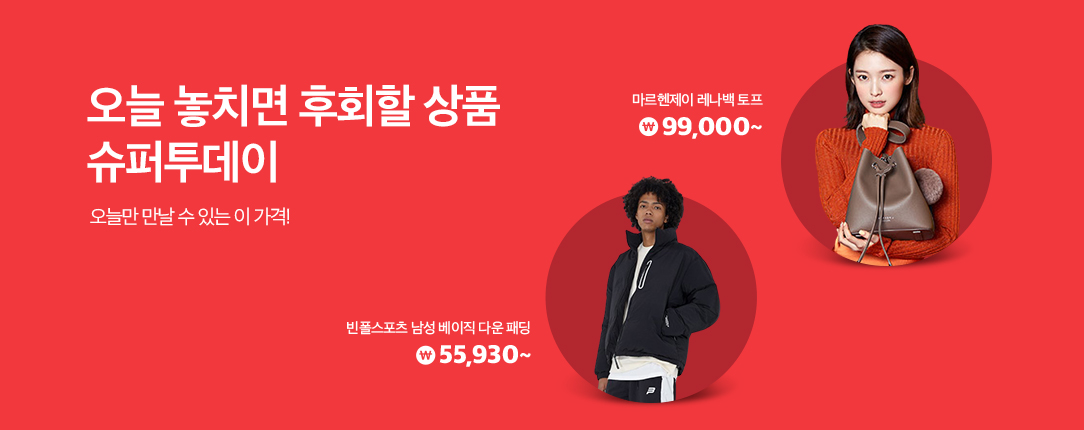 오늘 놓치면 후회할 상품
슈퍼투데이
오늘만 만날 수 있는 이 가격!
마르헨제이 레나백 토프
₩ 99,000~
빈폴스포츠 남성 베이직 다운 패딩
₩ 55,930~